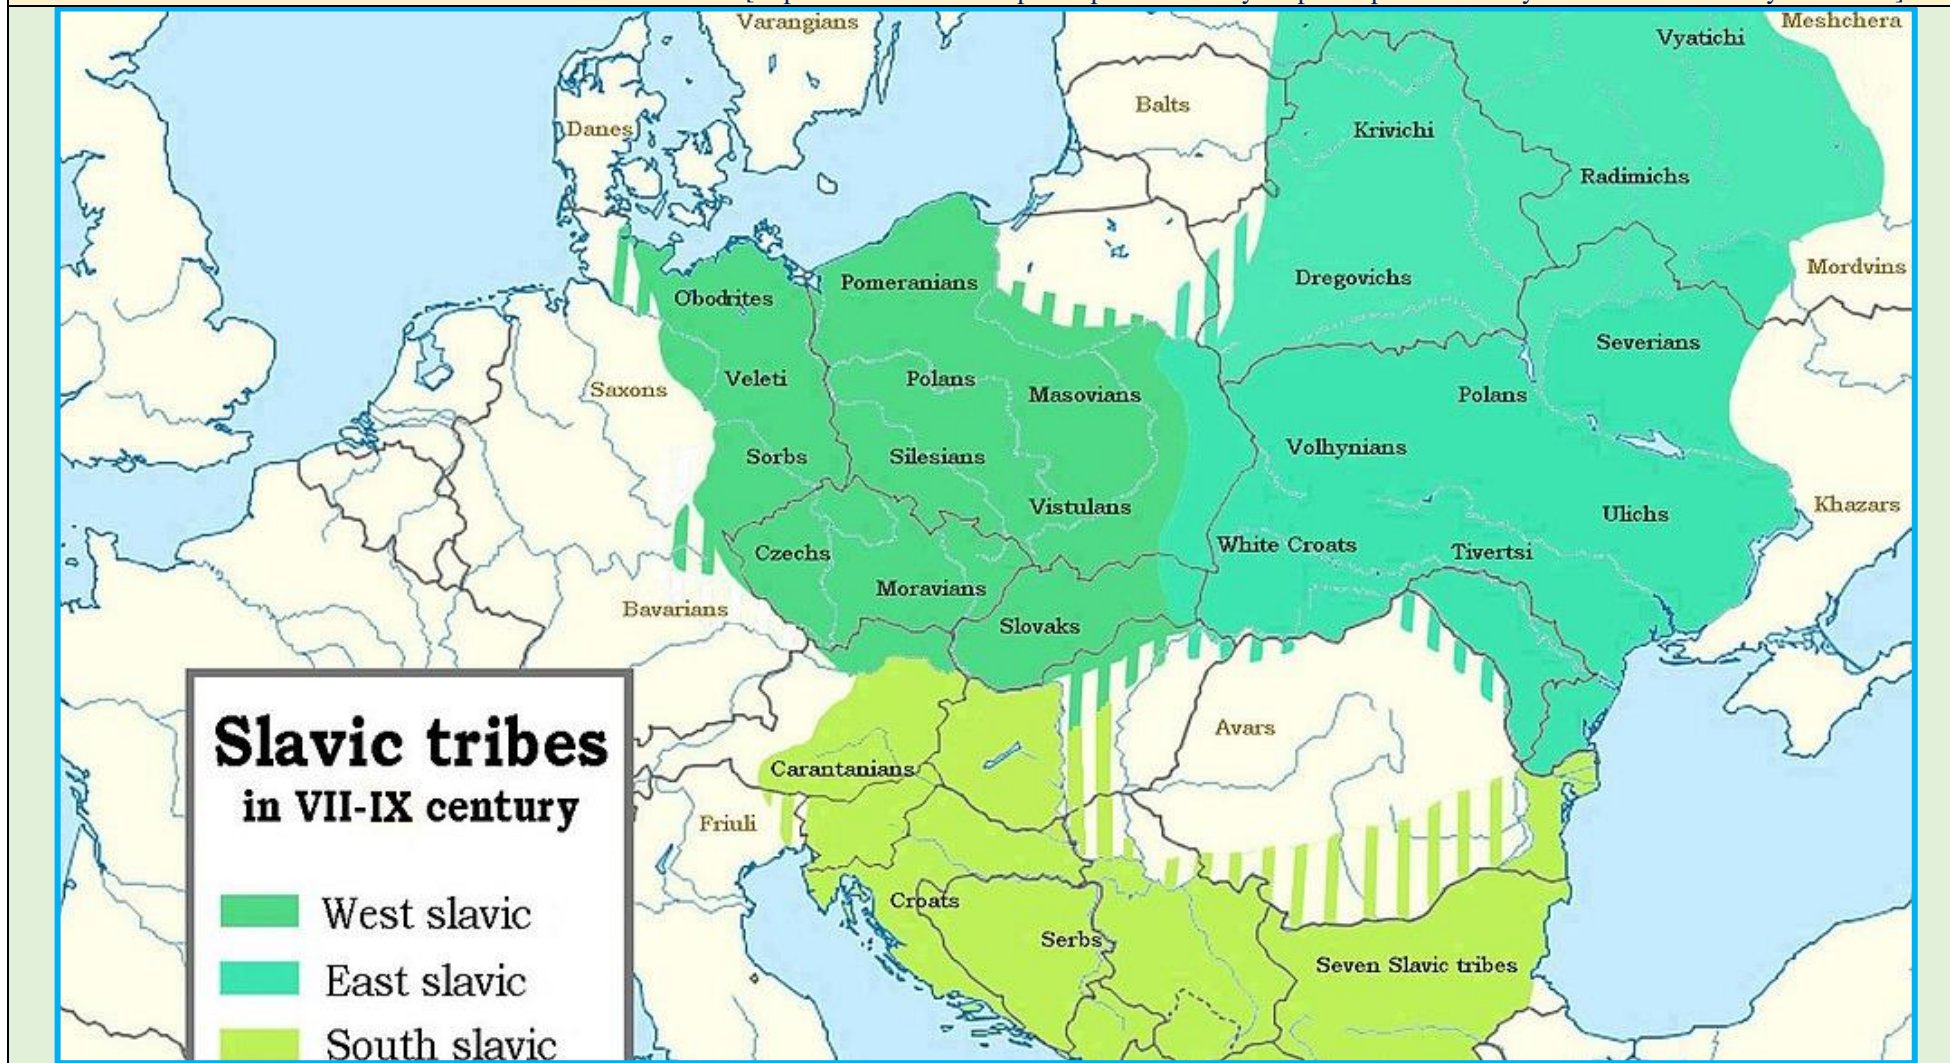 Varangians
Meshchera
Vyatichi
Balts
Danes
Krivichi
Radimichs
Mordvins
Dregovichs
Pomeranians
Obodrites
Severians
Veleti
Polans
Saxons
Masovians
Polans
Volhynians
Sorbs
Silesians
Khazars
Vistulans
Ulichs
White Croats
Tivertsi
Czechs
Moravians
Bavarians
Slovaks
Avars
Carantanians
Friuli
Croats
Serbs
Seven Slavic tribes
Slavic tribes
in VII-IX century
West slavic
East slavic
South slavic